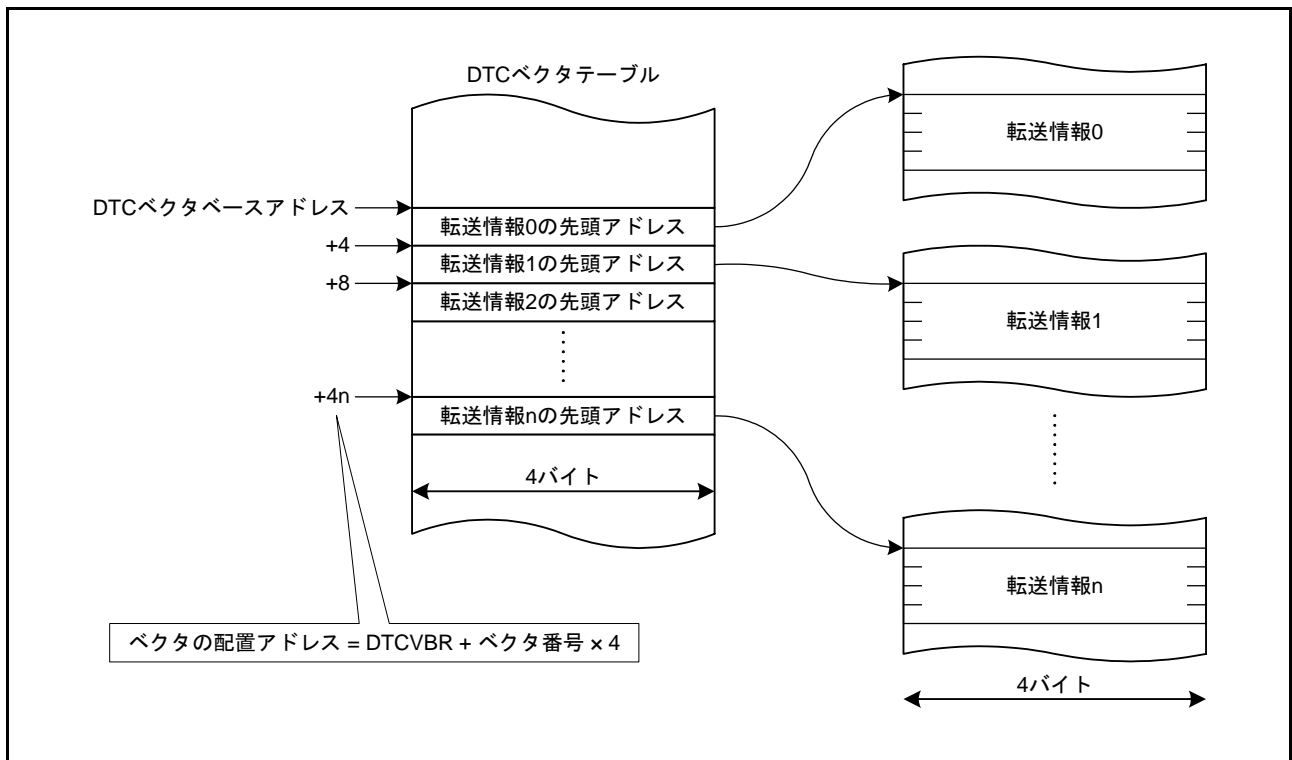 DTCベクタテーブル
DTCベクタベースアドレス
+4
+8
+4n
転送情報0の先頭アドレス
転送情報1の先頭アドレス
転送情報2の先頭アドレス
転送情報nの先頭アドレス
4バイト
ベクタの配置アドレス = DTCVBR + ベクタ番号 × 4
転送情報0
転送情報1
転送情報n
4バイト